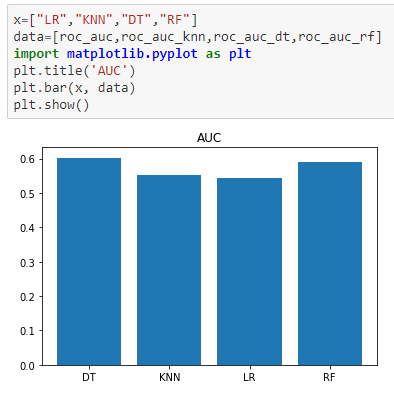 x=["LR","KNN","DT","RF"]
data=[roc_auc,roc_auc_knn,roc_auc_dt,roc_auc_rf]
import matplotlib.pyplot as plt
plt.title('AUC')
plt.bar(x, data)
plt.show()
AUC
0.6
0.5
0.4
0.3
0.2
0.1
0.0
DT KNN LR RF